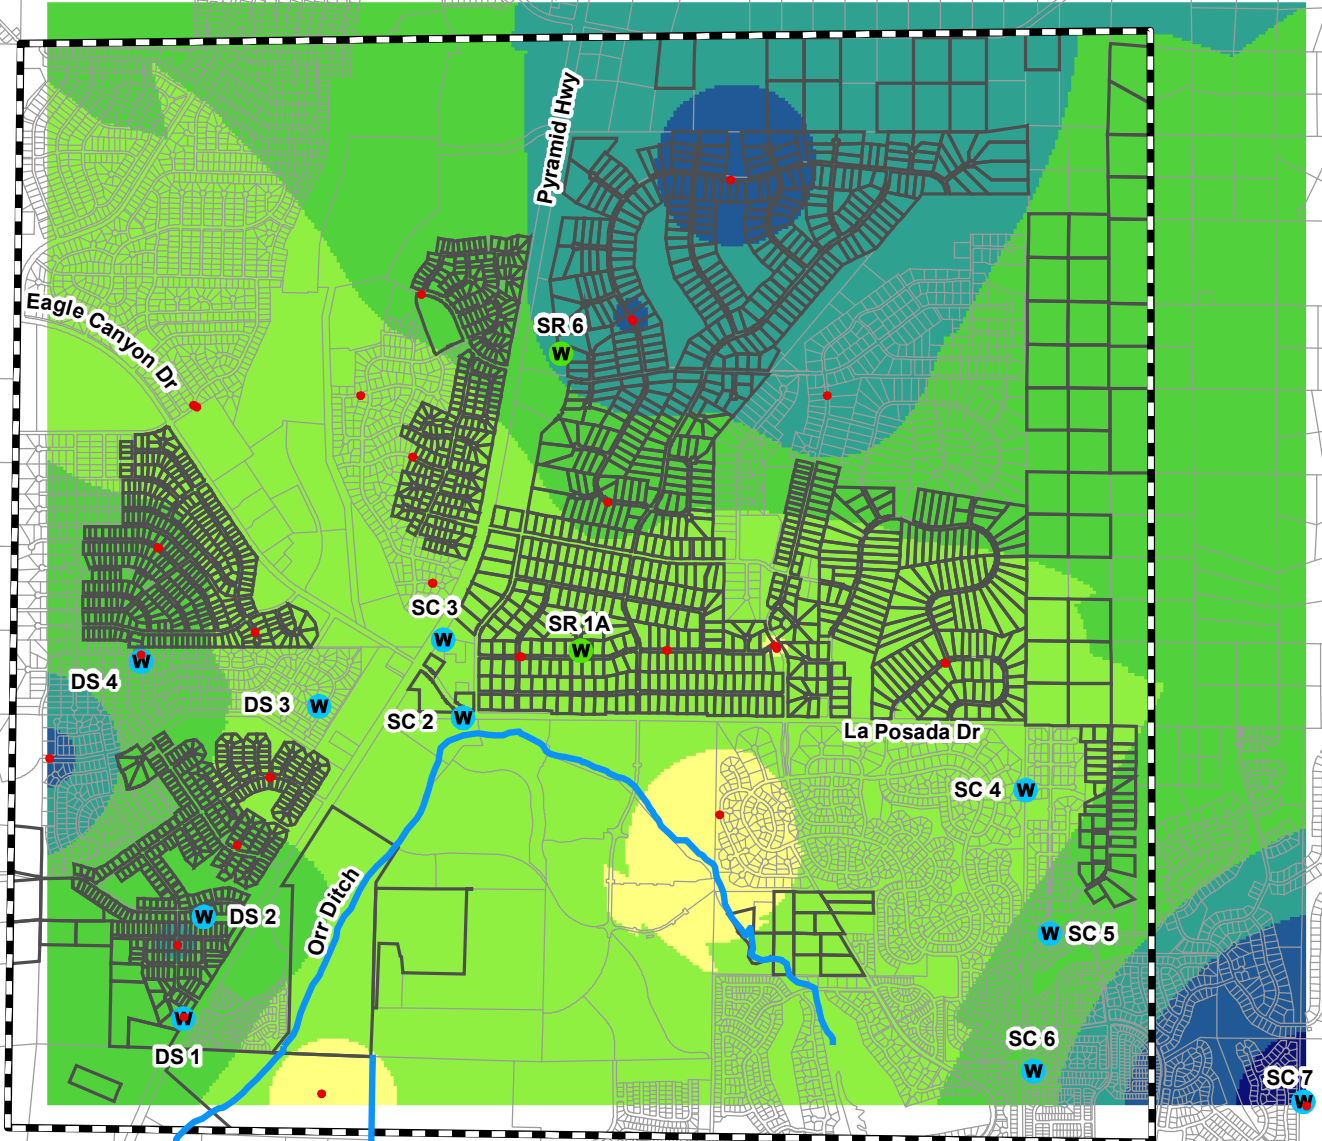 Pyramid Hwy
Eagle Canyon Dr
SR 6
W
SC 3
W
SR 1A
W
DS 4
W
DS 3
W
SC 2
W
La Posada Dr
SC 4
W
Orr Ditch
W
DS 2
W
SC 5
W
DS 1
SC 6
W
SC 7
W